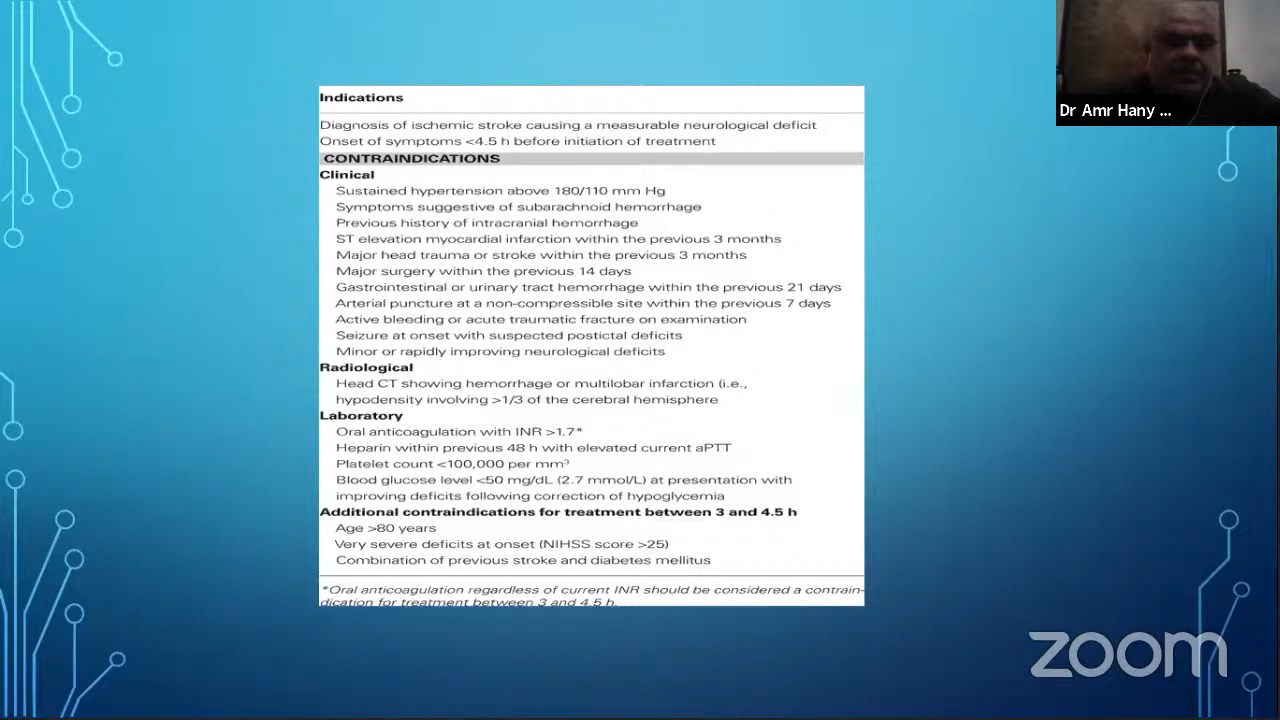 Indications
Diagnosis of ischemic stroke causing a measurable neurological deficit
Onset of symptoms <4.5 h before initiation of treatment
CONTRAINDICATIONS
Clinical
Sustained hypertension above 180/110 mm Hg
Symptoms suggestive of subarachnoid hemorrhage
Previous history of intracranial hemorrhage
ST elevation myocardial infarction within the previous 3 months
Major head trauma or stroke within the previous 3 months
Major surgery within the previous 14 days
Gastrointestinal or urinary tract hemorrhage within the previous 21 days
Arterial puncture at a non-compressible site within the previous 7 days
Active bleeding or acute traumatic fracture on examination
Seizure at onset with suspected postictal deficits
Minor or rapidly improving neurological deficits
Radiological
Head CT showing hemorrhage or multilobar infarction (i.e.,
hypodensity involving >1/3 of the cerebral hemisphere
Laboratory
Oral anticoagulation with INR >1.7*
Heparin within previous 48 h with elevated current aPTT
Platelet count <100,000 per mm³
Blood glucose level <50 mg/dL (2.7 mmol/L) at presentation with
improving deficits following correction of hypoglycemia
Additional contraindications for treatment between 3 and 4.5 h
Age >80 years
Very severe deficits at onset (NIHSS score >25)
Combination of previous stroke and diabetes mellitus
*Oral anticoagulation regardless of current INR should be considered a contrain-
dication for treatment between 3 and 4.5 h.
Dr Amr Hany ...
zoom